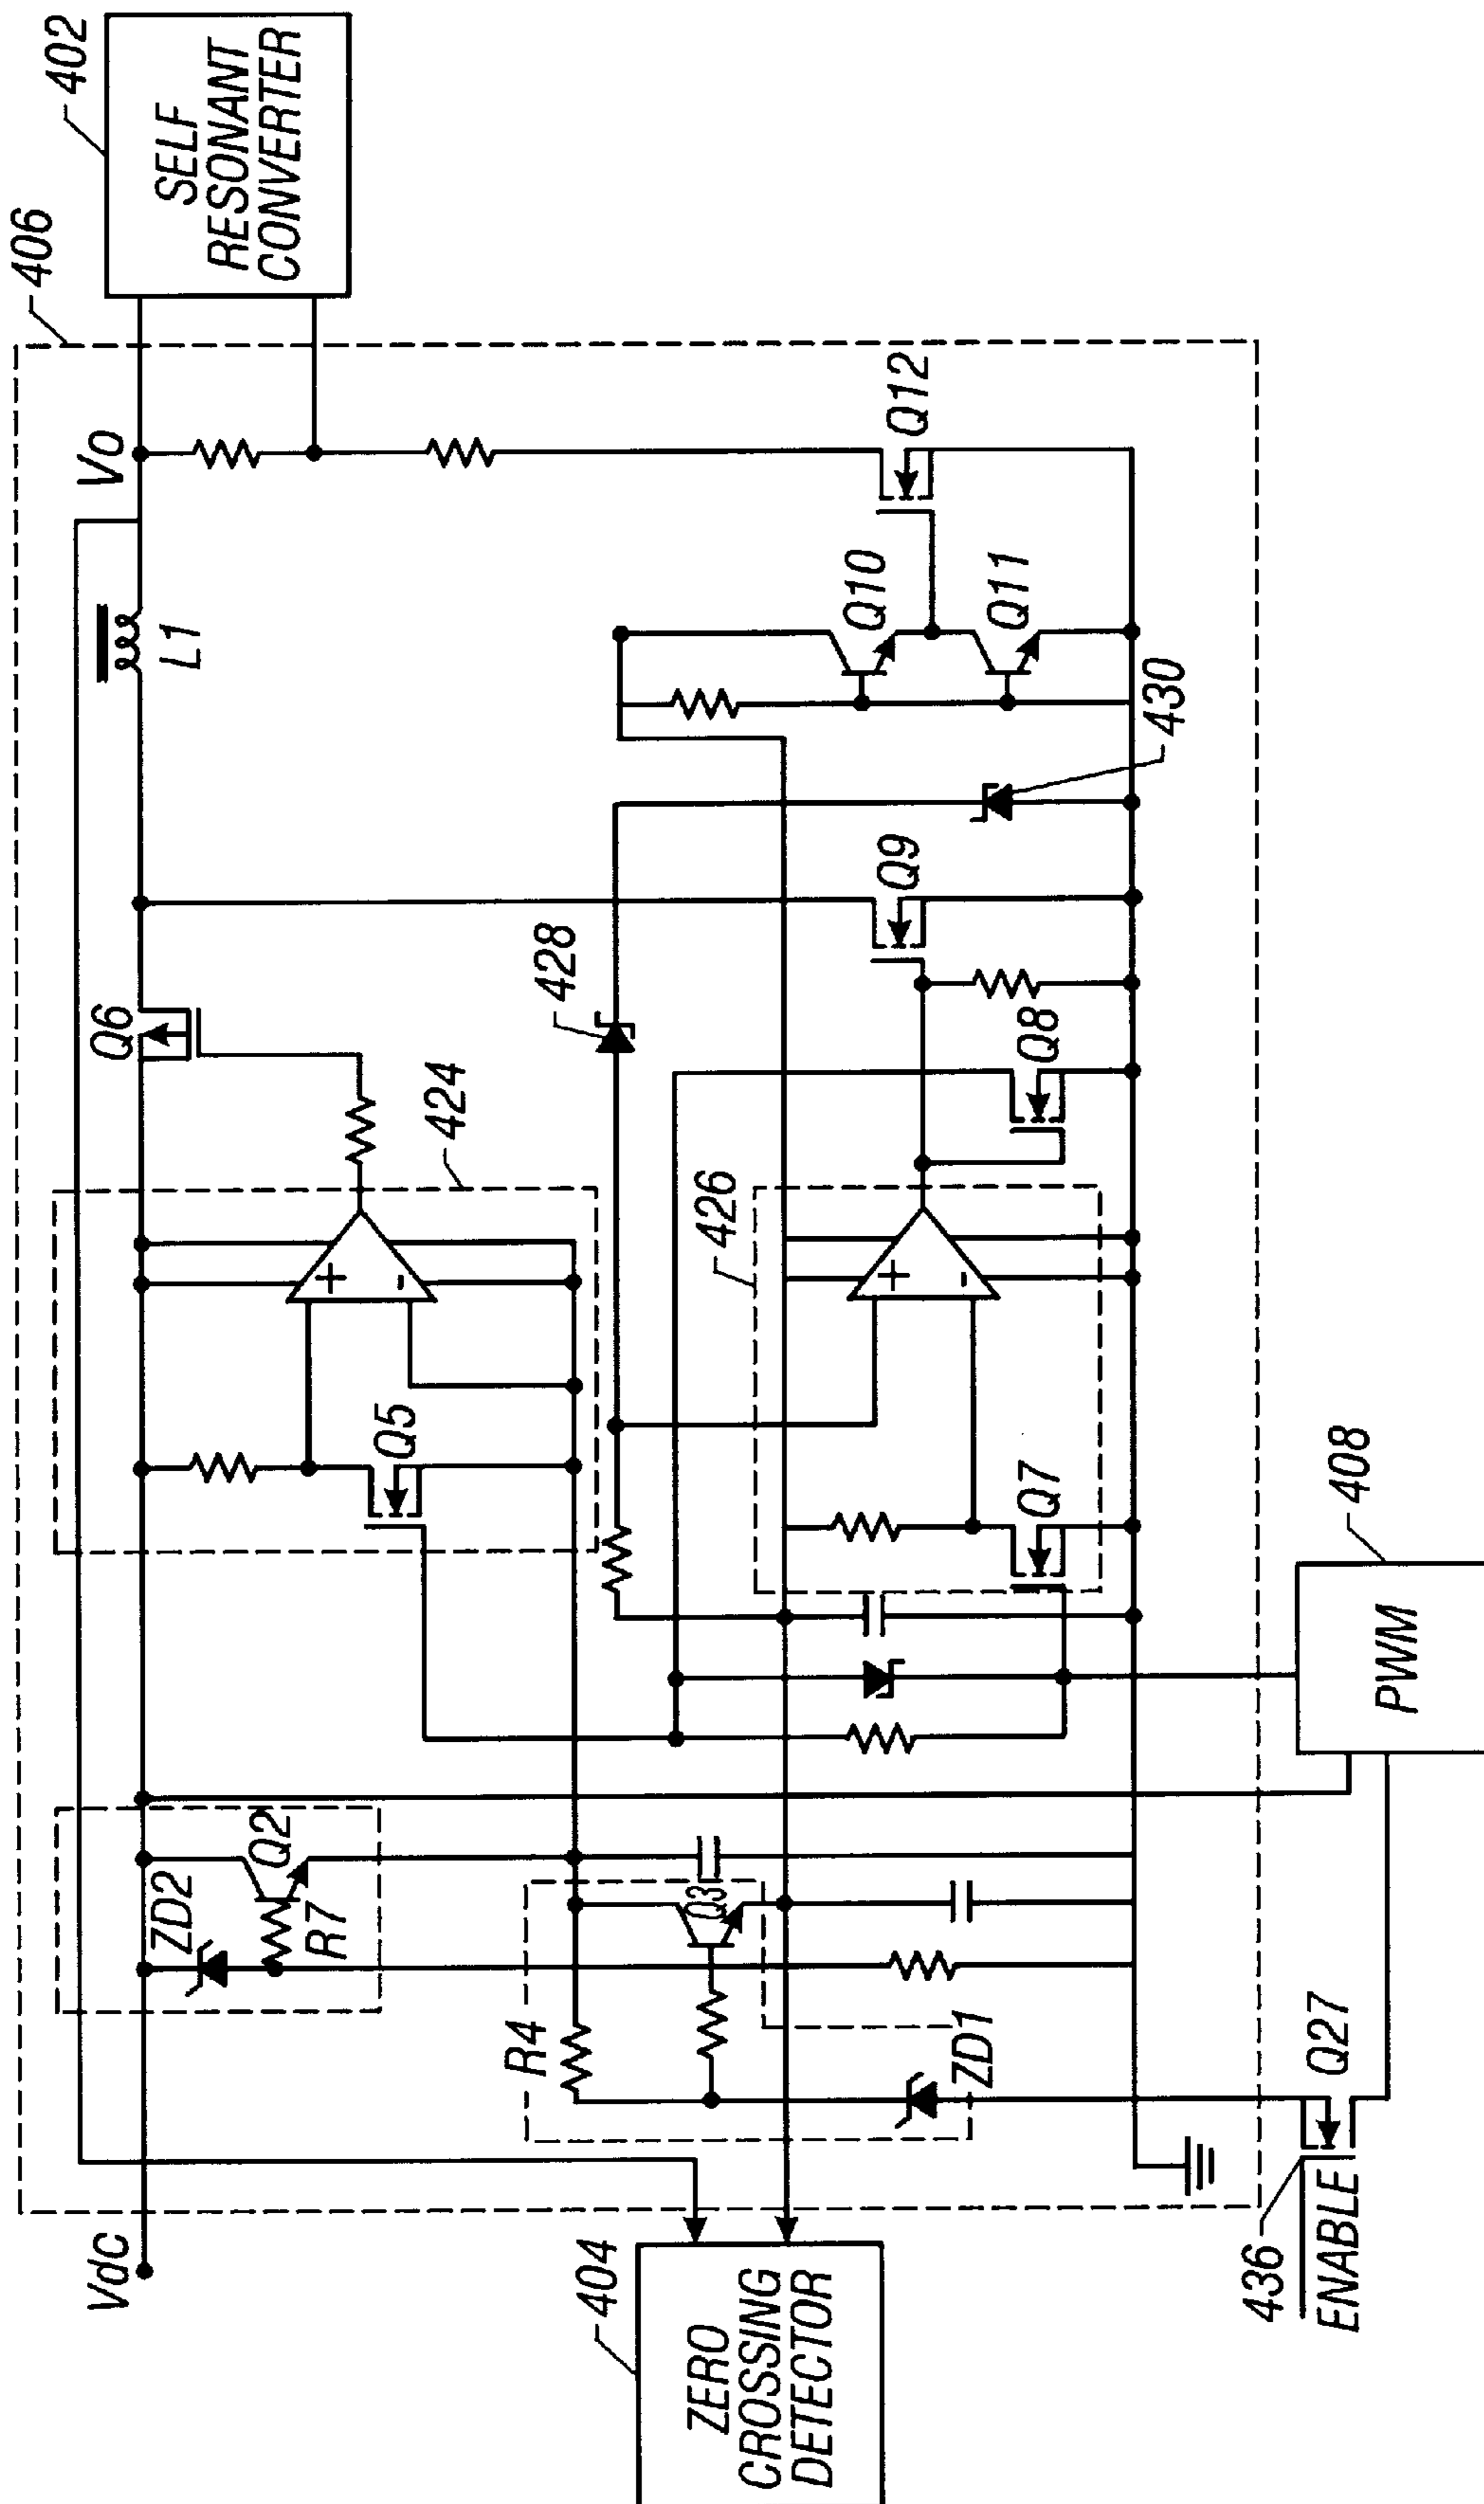 402
SELF
RESONANT
CONVERTER
406
Vo
L1
Q12
Q10
Q11
430
Q9
428
Q6
Q8
424
426
+
-
+
-
Q5
Q7
408
PWM
Q2
ZD2
R7
Q3
R4
ZD1
Q27
Vdc
404
ZERO
CROSSING
DETECTOR
436
ENABLE